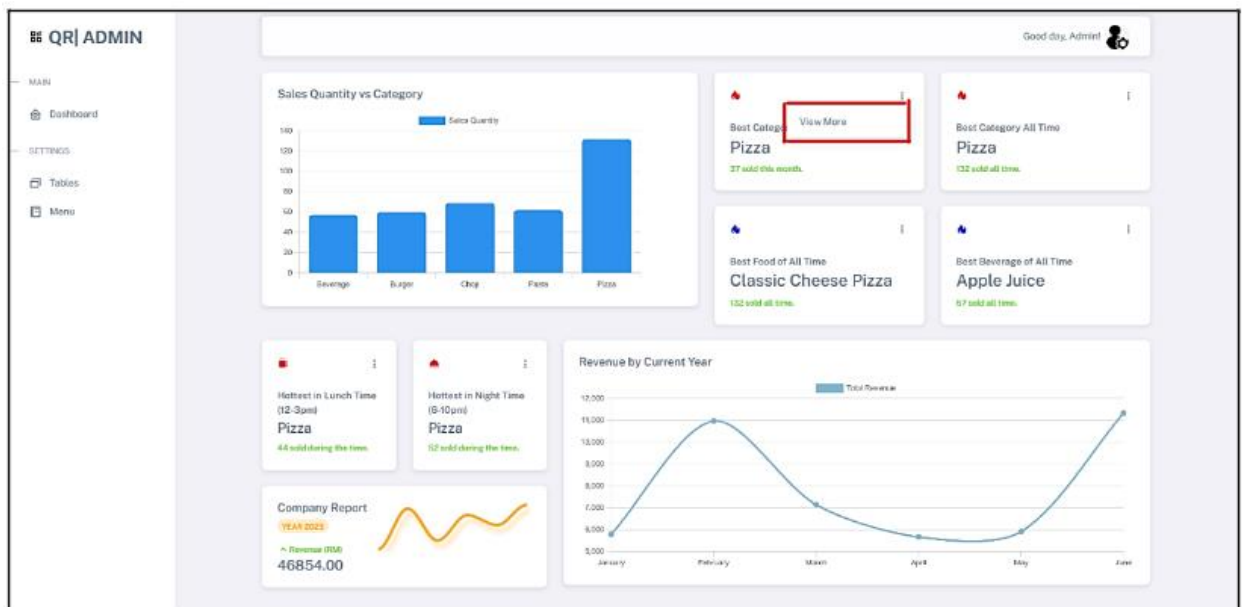 QR| ADMIN
Good day, Admin!
MAIN
Dashboard
SETTINGS
Tables
Menu
Sales Quantity vs Category
Sales Quantity
140
120
100
80
60
40
20
0
Beverage Burger Chop Pasta Pizza
View More
Best Catego
Pizza
37 sold this month.
Best Category All Time
Pizza
132 sold all time.
Best Food of All Time
Classic Cheese Pizza
132 sold all time.
Best Beverage of All Time
Apple Juice
57 sold all time.
Hottest in Lunch Time
(12-3pm)
Pizza
44 sold during the time.
Hottest in Night Time
(6-10pm)
Pizza
52 sold during the time.
Company Report
YEAR 2023
Revenue (RM)
46854.00
Revenue by Current Year
Total Revenue
12,000
11,000
10,000
9,000
8,000
7,000
6,000
5,000
January February March April May June